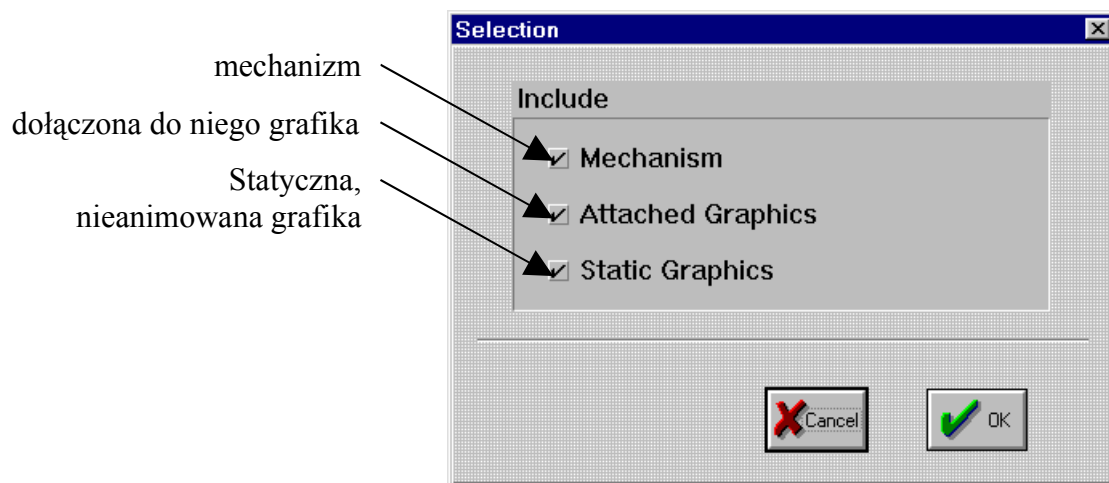 Selection
mechanizm
Include
dołączona do niego grafika
Mechanism
Statyczna,
nieanimowana grafika
Attached Graphics
Static Graphics
Cancel
OK